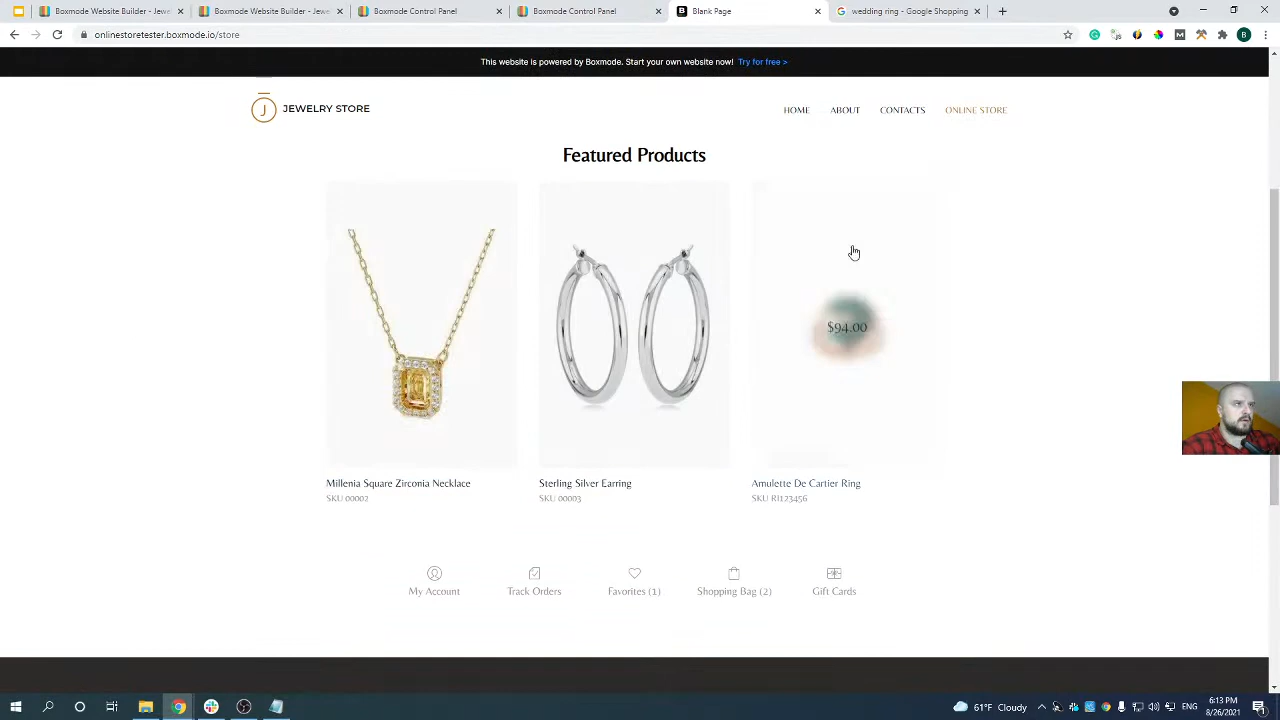 Boxmode Website Builder - Jewe
Boxmode Website Builder - Jewe
Boxmode Control Panel
Boxmode Control Panel
Blank Page
wedding ring - Google Shopping
onlinestoretester.boxmode.io/store
This website is powered by Boxmode. Start your own website now! Try for free >
J JEWELRY STORE
HOME
ABOUT
CONTACTS
ONLINE STORE
Featured Products
$94.00
Millenia Square Zirconia Necklace
SKU 00002
Sterling Silver Earring
SKU 00003
Amulette De Cartier Ring
SKU RI123456
My Account
Track Orders
Favorites (1)
Shopping Bag (2)
Gift Cards
61°F Cloudy
6:13 PM
8/26/2021